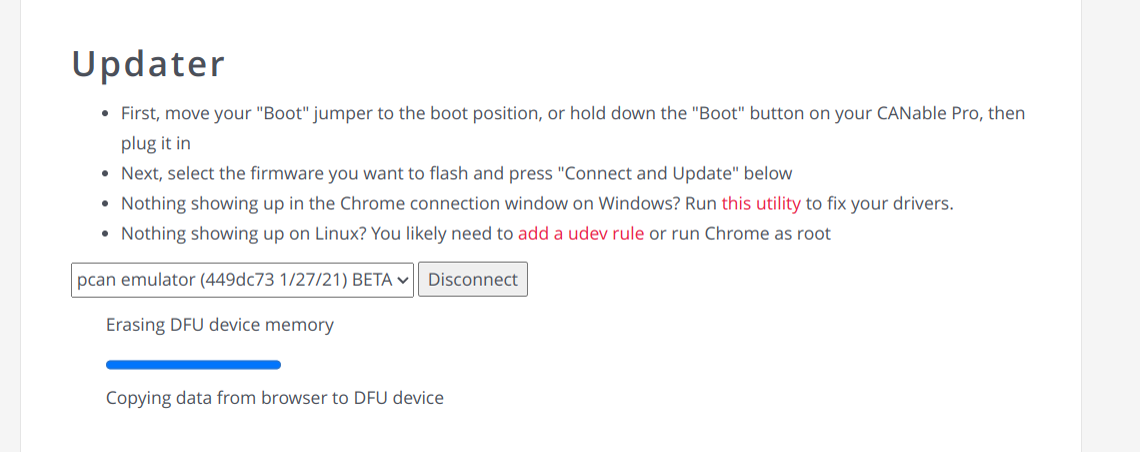 Updater
First, move your "Boot" jumper to the boot position, or hold down the "Boot" button on your CANable Pro, then
plug it in
Next, select the firmware you want to flash and press "Connect and Update" below
Nothing showing up in the Chrome connection window on Windows? Run this utility to fix your drivers.
Nothing showing up on Linux? You likely need to add a udev rule or run Chrome as root
pcan emulator (449dc73 1/27/21) BETA Disconnect
Erasing DFU device memory
Copying data from browser to DFU device